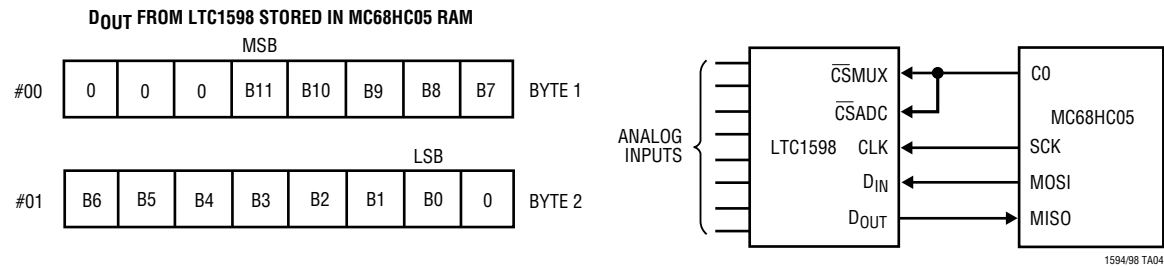 DOUT FROM LTC1598 STORED IN MC68HC05 RAM
MSB
#00 0 0 0 B11 B10 B9 B8 B7 BYTE 1
LSB
#01 B6 B5 B4 B3 B2 B1 B0 0 BYTE 2
ANALOG
INPUTS
LTC1598
CSMUX
CSADC
CLK
DIN
DOUT
C0
MC68HC05
SCK
MOSI
MISO
1594/98 TA04